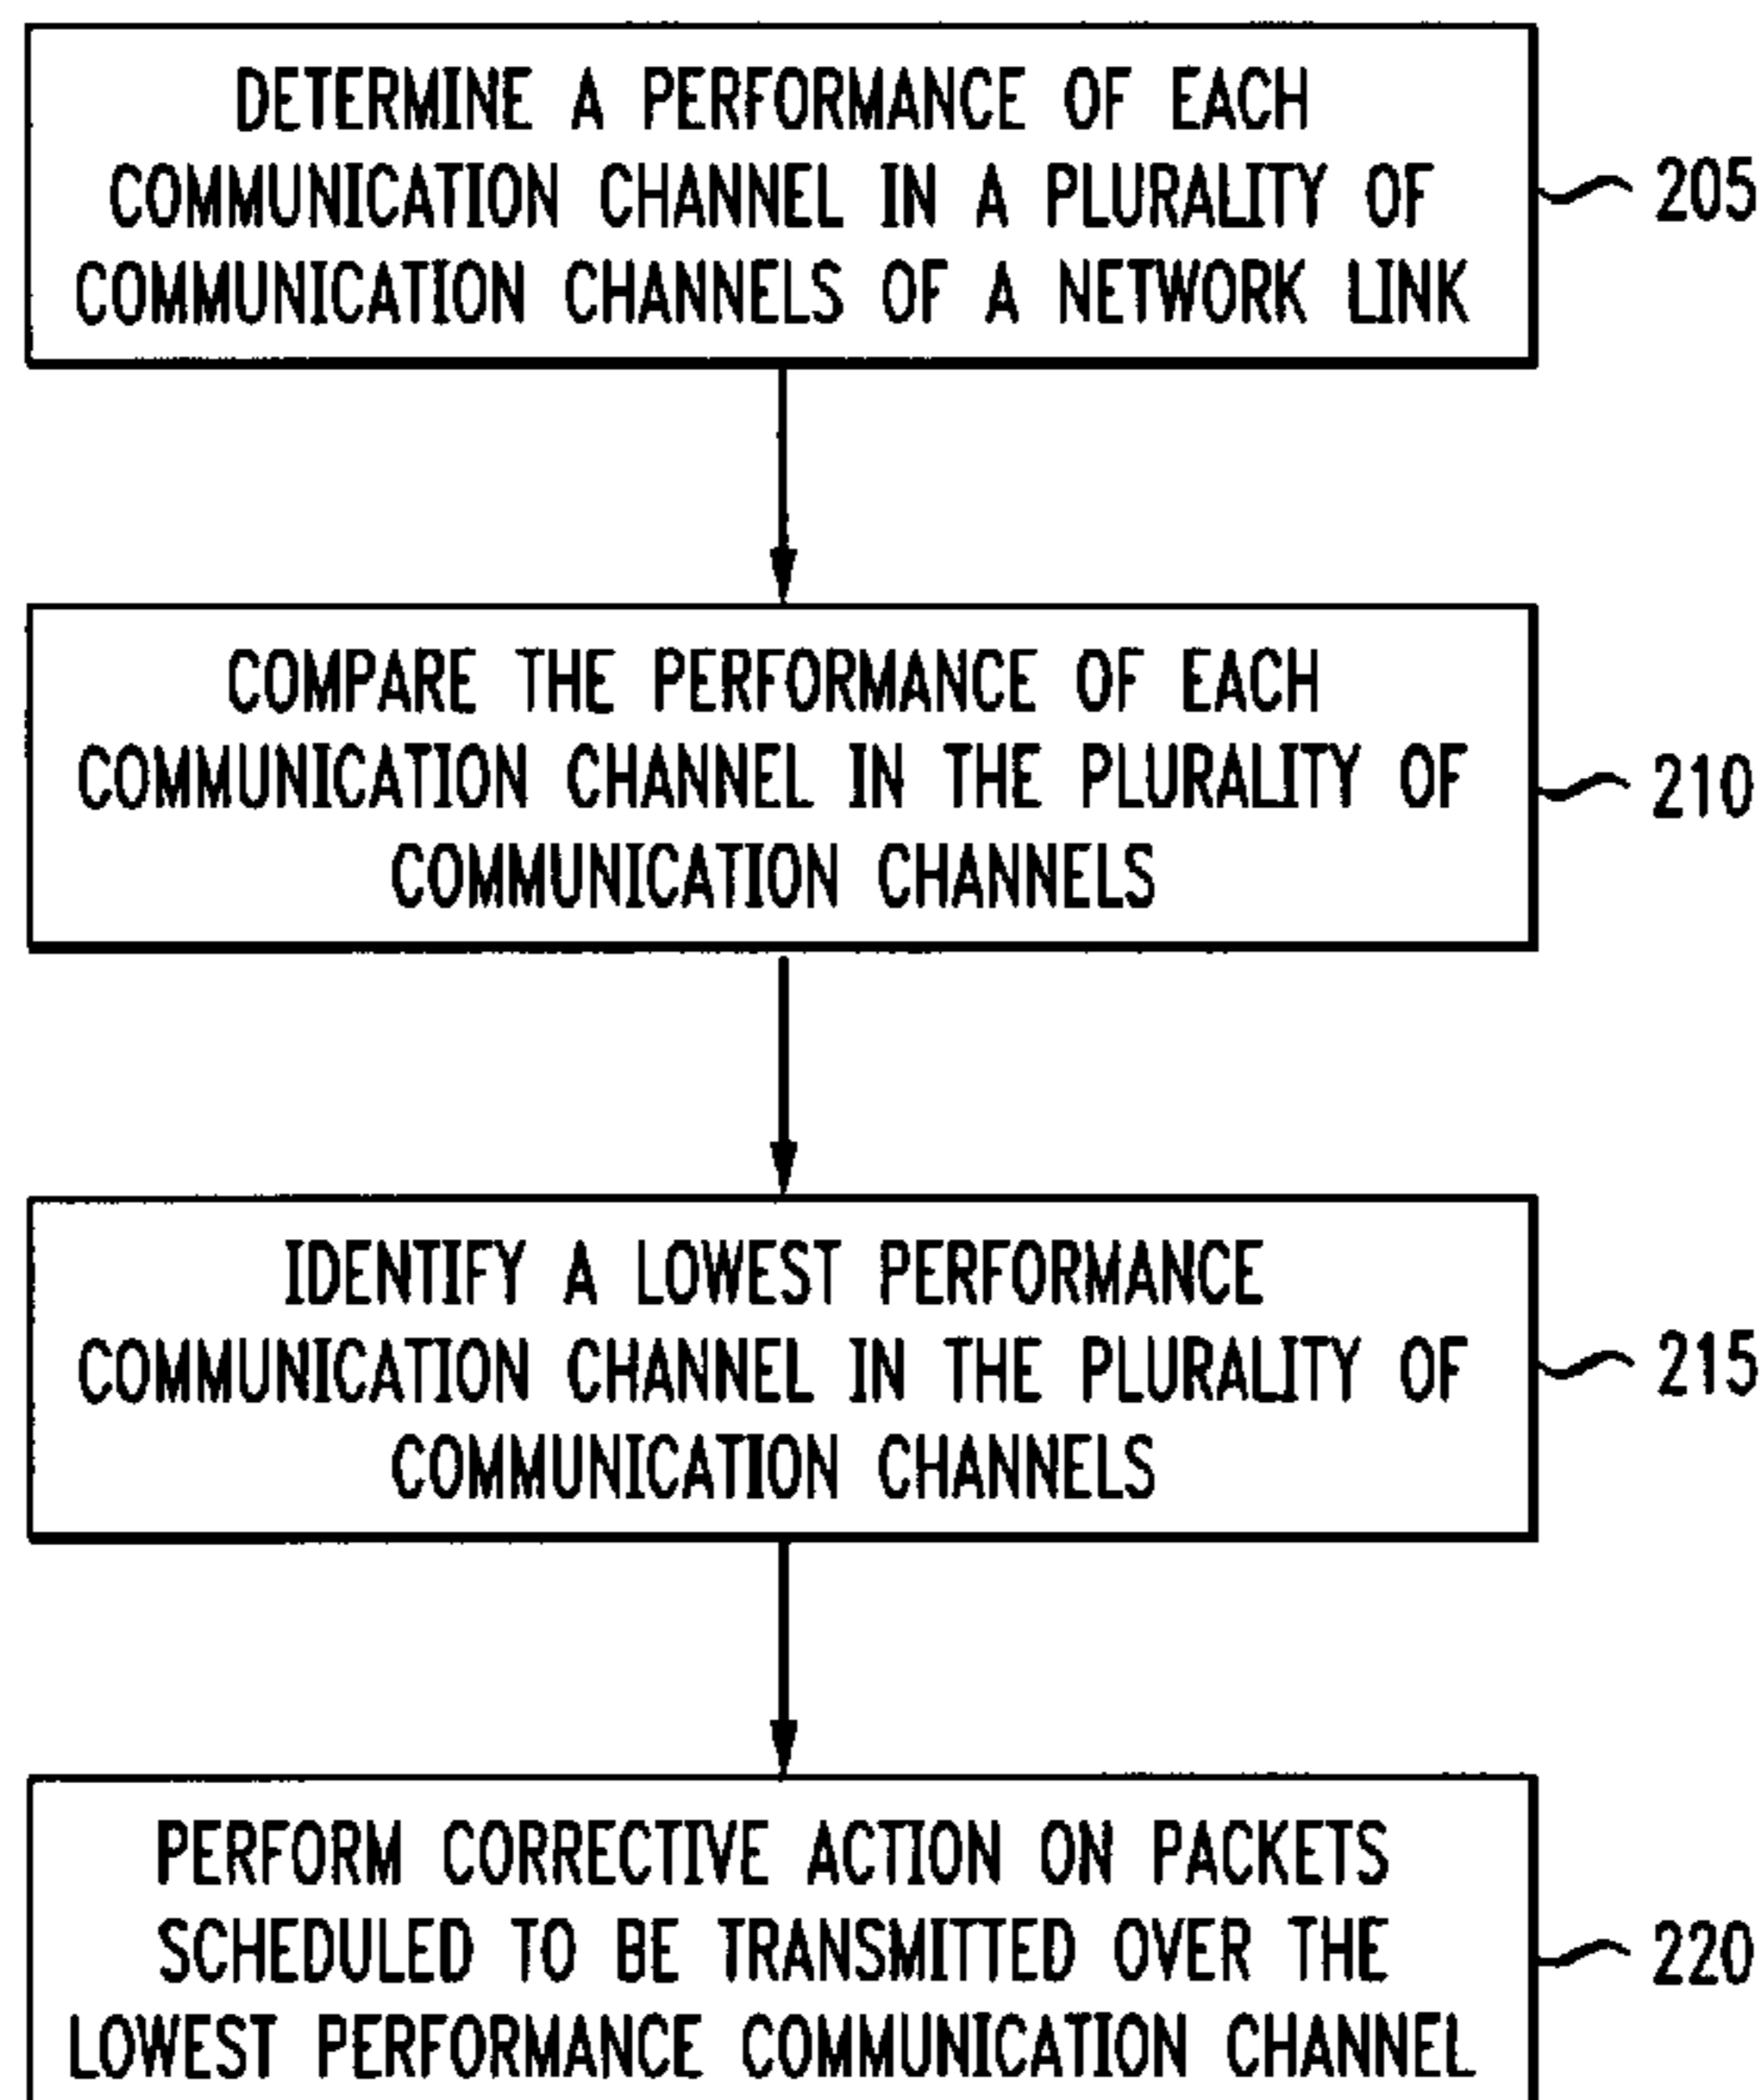 DETERMINE A PERFORMANCE OF EACH
COMMUNICATION CHANNEL IN A PLURALITY OF
COMMUNICATION CHANNELS OF A NETWORK LINK
205
COMPARE THE PERFORMANCE OF EACH
COMMUNICATION CHANNEL IN THE PLURALITY OF
COMMUNICATION CHANNELS
210
IDENTIFY A LOWEST PERFORMANCE
COMMUNICATION CHANNEL IN THE PLURALITY OF
COMMUNICATION CHANNELS
215
PERFORM CORRECTIVE ACTION ON PACKETS
SCHEDULED TO BE TRANSMITTED OVER THE
LOWEST PERFORMANCE COMMUNICATION CHANNEL
220